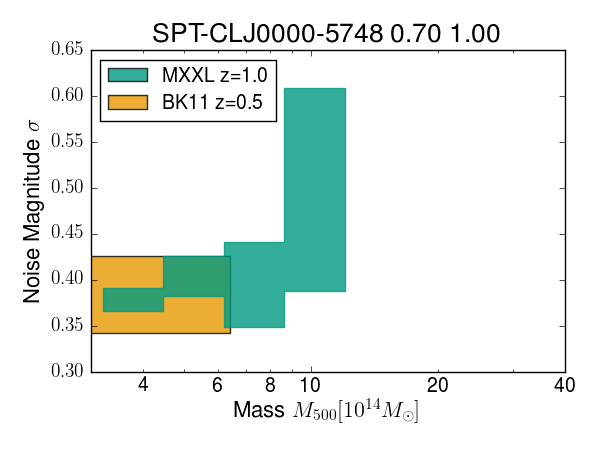 SPT-CLJ0000-5748 0.70 1.00
MXXL z=1.0
BK11 z=0.5
Noise Magnitude σ
0.65
0.60
0.55
0.50
0.45
0.40
0.35
0.30
4 6 8 10 20 40
Mass M₅₀₀[10¹⁴M⊙]